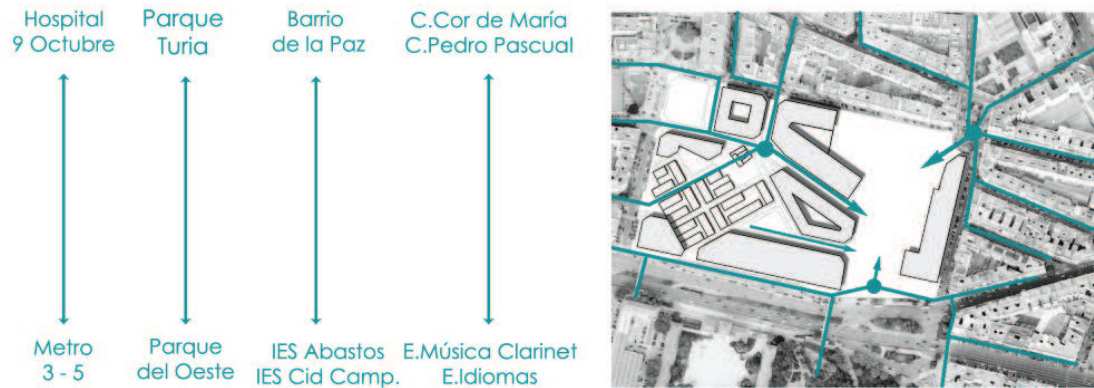 Hospital
9 Octubre
Parque
Turia
Barrio
de la Paz
C.Cor de María
C.Pedro Pascual
Metro
3 - 5
Parque
del Oeste
IES Abastos
IES Cid Camp.
E.Música Clarinet
E.Idiomas